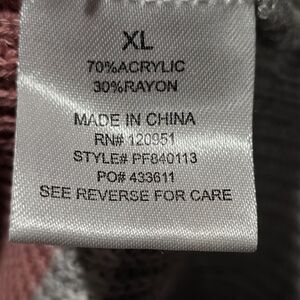 XL
70%ACRYLIC
30%RAYON
MADE IN CHINA
RN# 120951
STYLE# PF840113
PO# 433611
SEE REVERSE FOR CARE